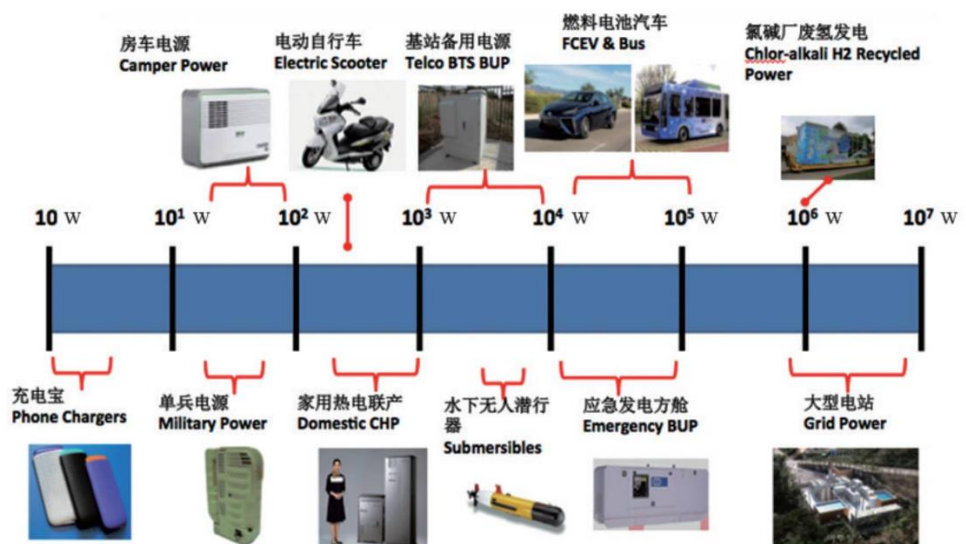 房车电源
Camper Power
电动自行车
Electric Scooter
基站备用电源
Telco BTS BUP
燃料电池汽车
FCEV & Bus
氯碱厂废氢发电
Chlor-alkali H2 Recycled
Power
10 W
10¹ W
10² W
10³ W
10⁴ W
10⁵ W
10⁶ W
10⁷ W
充电宝
Phone Chargers
单兵电源
Military Power
家用热电联产
Domestic CHP
水下无人潜行
器
Submersibles
应急发电方舱
Emergency BUP
大型电站
Grid Power